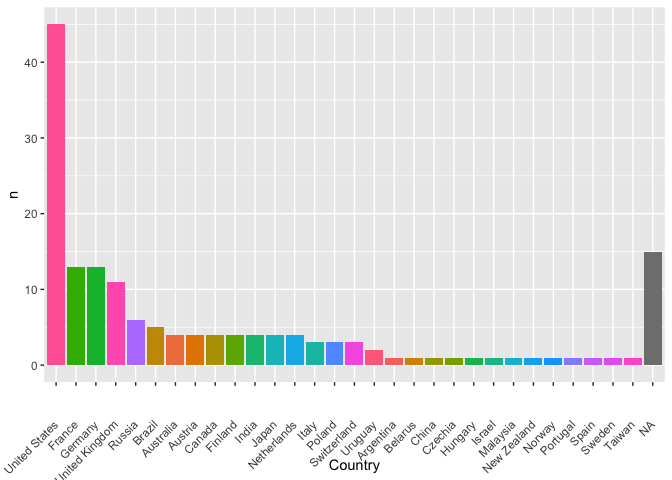 40
30
20
10
0
n
United States
France
Germany
United Kingdom
Russia
Brazil
Australia
Austria
Canada
Finland
India
Japan
Netherlands
Italy
Poland
Switzerland
Uruguay
Argentina
Belarus
China
Czechia
Hungary
Israel
Malaysia
New Zealand
Norway
Portugal
Spain
Sweden
Taiwan
NA
Country